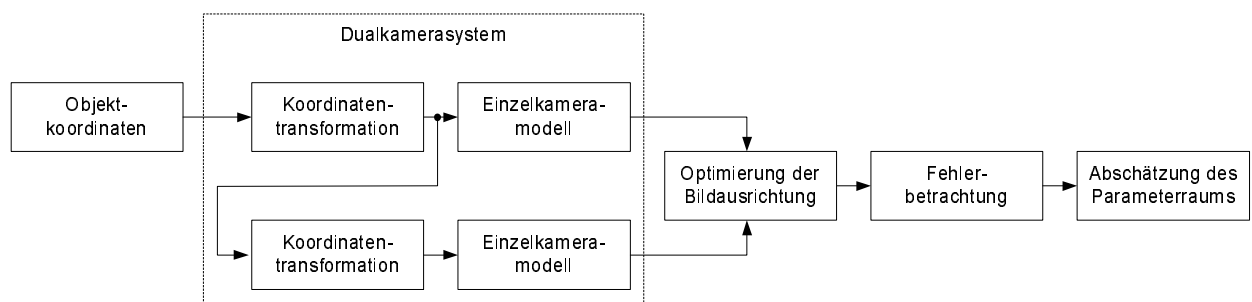 Dualkamerasystem
Objekt-
koordinaten
Koordinaten-
transformation
Einzelkamera-
modell
Koordinaten-
transformation
Einzelkamera-
modell
Optimierung der
Bildausrichtung
Fehler-
betrachtung
Abschätzung des
Parameterraums